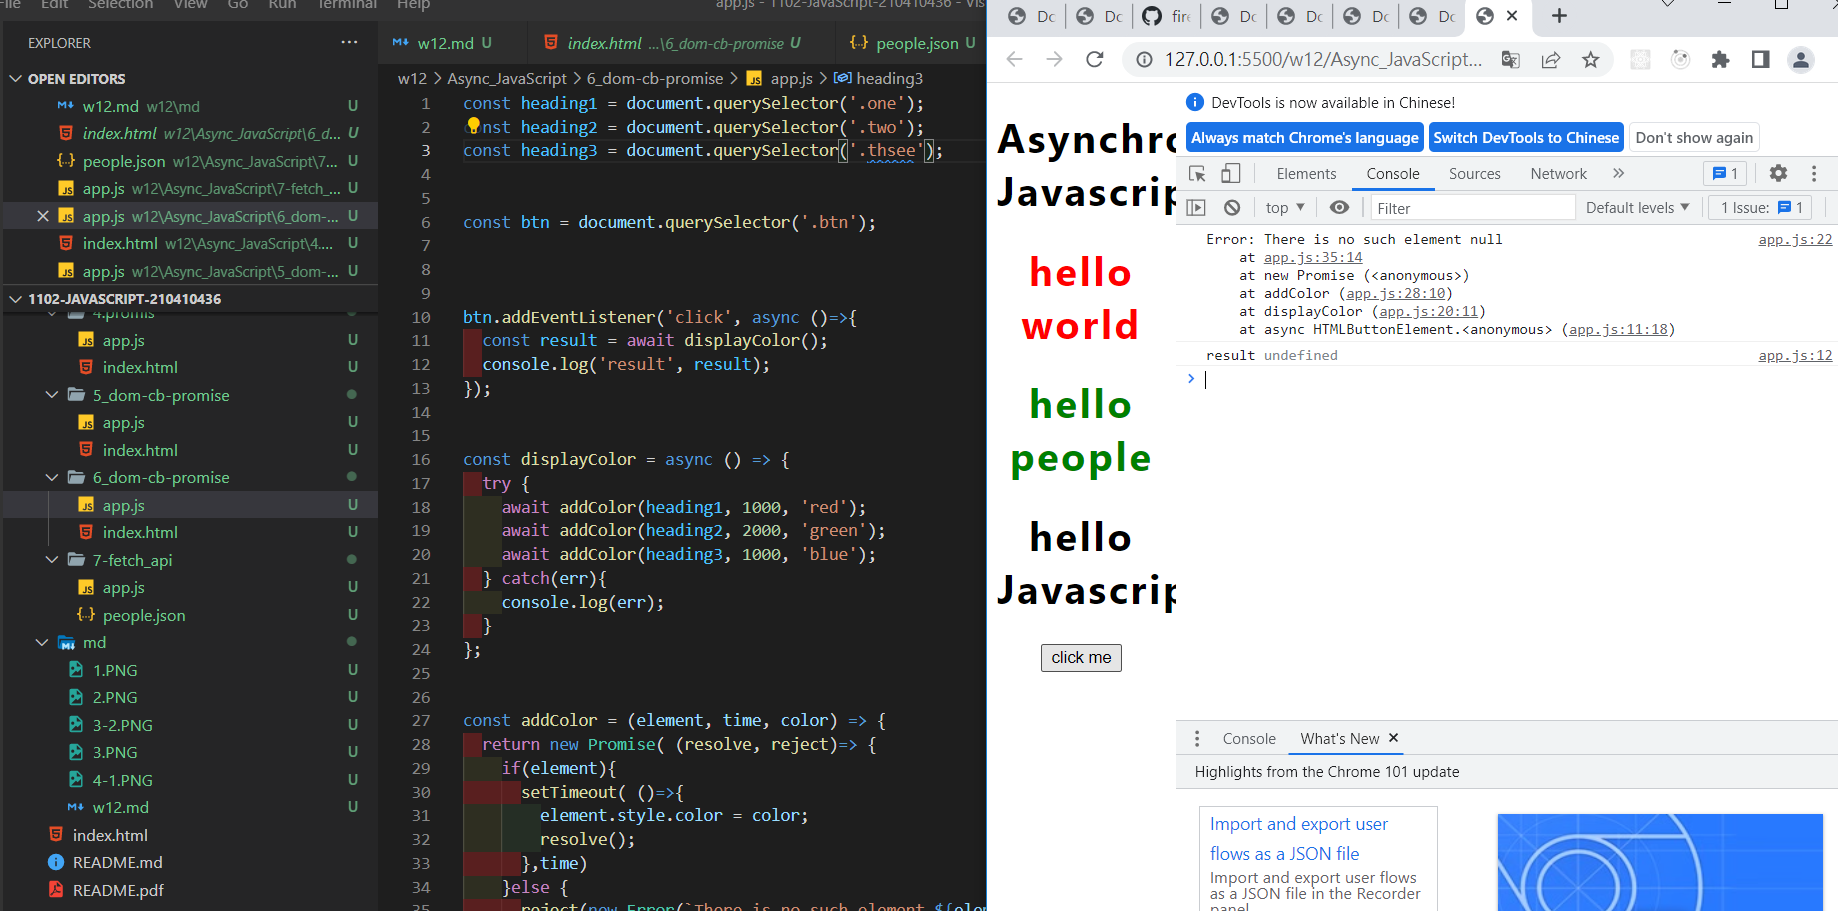 File Edit Selection View Go Run Terminal Help app.js - 1102-JavaScript-210410436 - Vis
EXPLORER ···
OPEN EDITORS
w12.md w12\md U
index.html w12\Async_JavaScript\6_d... U
people.json w12\Async_JavaScript\7... U
app.js w12\Async_JavaScript\7-fetch_... U
app.js w12\Async_JavaScript\6_dom-... U
index.html w12\Async_JavaScript\4.... U
app.js w12\Async_JavaScript\5_dom-... U
1102-JAVASCRIPT-210410436
4.promis
app.js U
index.html U
5_dom-cb-promise
app.js U
index.html U
6_dom-cb-promise
app.js U
index.html U
7-fetch_api
app.js U
people.json U
md
1.PNG U
2.PNG U
3-2.PNG U
3.PNG U
4-1.PNG U
w12.md U
index.html
README.md
README.pdf
w12.md U index.html ...\6_dom-cb-promise U people.json U
w12 > Async_JavaScript > 6_dom-cb-promise > app.js > heading3
1 const heading1 = document.querySelector('.one');
2 nst heading2 = document.querySelector('.two');
3 const heading3 = document.querySelector('.thsee');
4
5
6 const btn = document.querySelector('.btn');
7
8
9
10 btn.addEventListener('click', async ()=>{
11 const result = await displayColor();
12 console.log('result', result);
13 });
14
15
16 const displayColor = async () => {
17 try {
18 await addColor(heading1, 1000, 'red');
19 await addColor(heading2, 2000, 'green');
20 await addColor(heading3, 1000, 'blue');
21 } catch(err){
22 console.log(err);
23 }
24 };
25
26
27 const addColor = (element, time, color) => {
28 return new Promise( (resolve, reject)=> {
29 if(element){
30 setTimeout( ()=>{
31 element.style.color = color;
32 resolve();
33 },time)
34 }else {
35 reject(new Error(`There is no such element ${ele
Dc Dc fire Dc Dc Dc Dc
127.0.0.1:5500/w12/Async_JavaScript...
Asynchro
Javascrip
hello
world
hello
people
hello
Javascrip
click me
DevTools is now available in Chinese!
Always match Chrome's language Switch DevTools to Chinese Don't show again
Elements Console Sources Network » 1
top Filter Default levels 1 Issue: 1
Error: There is no such element null app.js:22
at app.js:35:14
at new Promise (<anonymous>)
at addColor (app.js:28:10)
at displayColor (app.js:20:11)
at async HTMLButtonElement.<anonymous> (app.js:11:18)
result undefined app.js:12
>
Console What's New
Highlights from the Chrome 101 update
Import and export user
flows as a JSON file
Import and export user flows
as a JSON file in the Recorder
panel